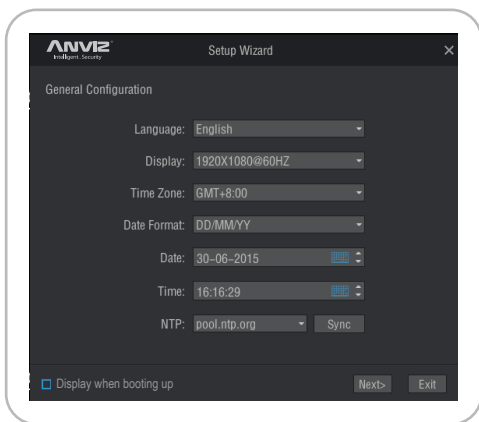 ANVIZ
Intelligent Security
Setup Wizard
General Configuration
Language: English
Display: 1920X1080@60HZ
Time Zone: GMT+8:00
Date Format: DD/MM/YY
Date: 30-06-2015
Time: 16:16:29
NTP: pool.ntp.org Sync
Display when booting up Next> Exit